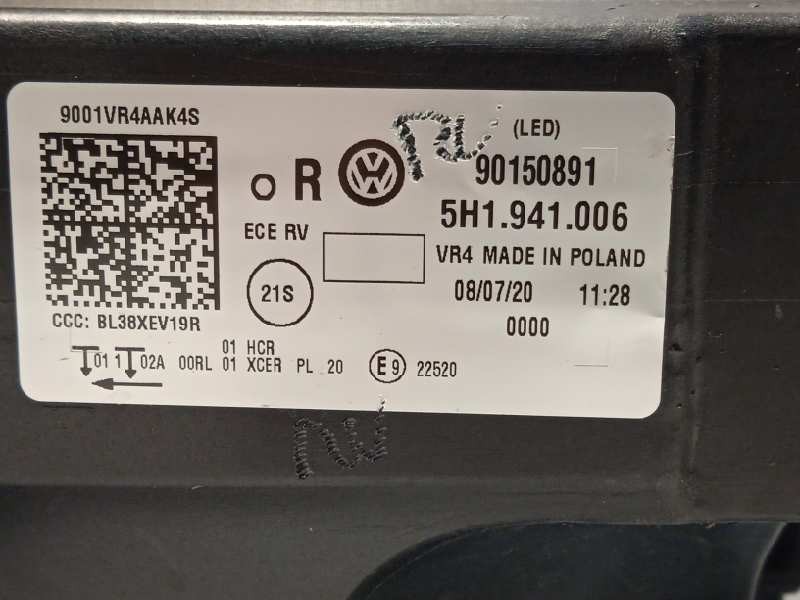 9001VR4AAK4S
(LED)
o R
90150891
5H1.941.006
ECE RV
VR4 MADE IN POLAND
21S
08/07/20 11:28
CCC: BL38XEV19R
0000
01 HCR
01 1 02A 00RL 01 XCER PL 20 E9 22520